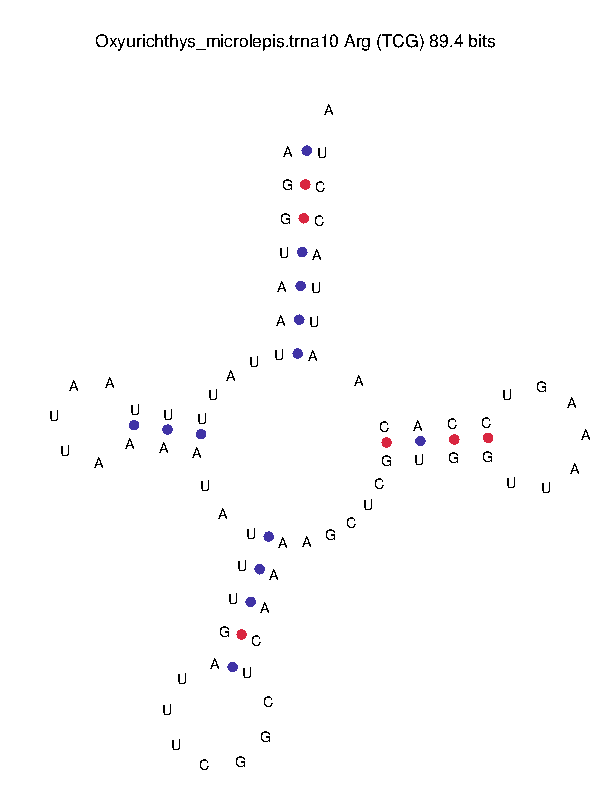 Oxyurichthys_microlepis.trna10 Arg (TCG) 89.4 bits
A
A U
G C
G C
U A
A U
A U
U U A
A A
A A U U G
A
U U U U C A C C A
U A A A G U G G
A A
U C U U
U
A C
U A A G
U A
U A
G C
A U
U
C
U
G
U
C G